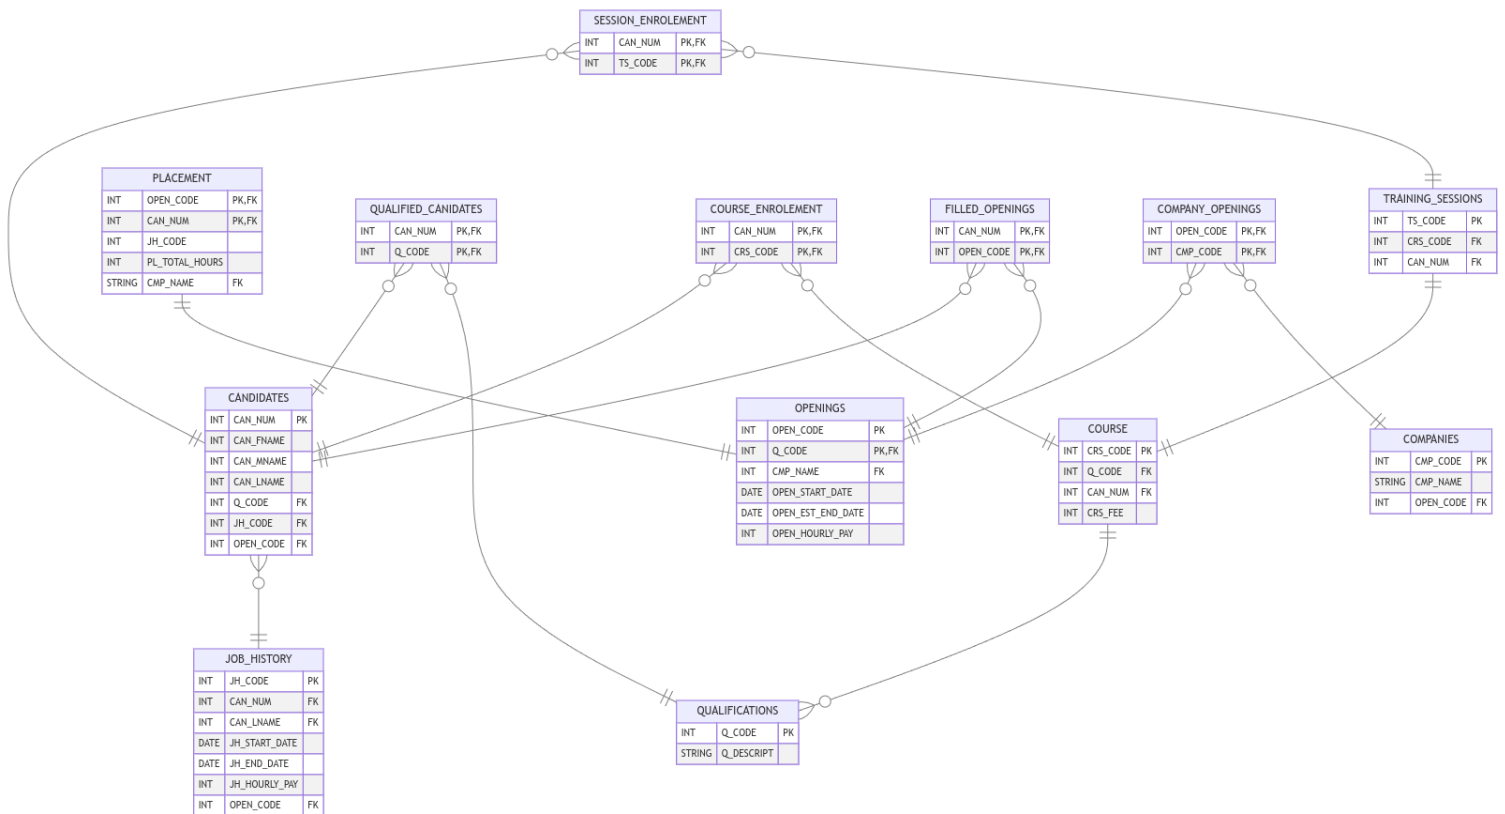 SESSION_ENROLEMENT
INT CAN_NUM PK,FK
INT TS_CODE PK,FK
PLACEMENT
INT OPEN_CODE PK,FK
INT CAN_NUM PK,FK
INT JH_CODE
INT PL_TOTAL_HOURS
STRING CMP_NAME FK
QUALIFIED_CANIDATES
INT CAN_NUM PK,FK
INT Q_CODE PK,FK
COURSE_ENROLEMENT
INT CAN_NUM PK,FK
INT CRS_CODE PK,FK
FILLED_OPENINGS
INT CAN_NUM PK,FK
INT OPEN_CODE PK,FK
COMPANY_OPENINGS
INT OPEN_CODE PK,FK
INT CMP_CODE PK,FK
TRAINING_SESSIONS
INT TS_CODE PK
INT CRS_CODE FK
INT CAN_NUM FK
CANDIDATES
INT CAN_NUM PK
INT CAN_FNAME
INT CAN_MNAME
INT CAN_LNAME
INT Q_CODE FK
INT JH_CODE FK
INT OPEN_CODE FK
OPENINGS
INT OPEN_CODE PK
INT Q_CODE PK,FK
INT CMP_NAME FK
DATE OPEN_START_DATE
DATE OPEN_EST_END_DATE
INT OPEN_HOURLY_PAY
COURSE
INT CRS_CODE PK
INT Q_CODE FK
INT CAN_NUM FK
INT CRS_FEE
COMPANIES
INT CMP_CODE PK
STRING CMP_NAME
INT OPEN_CODE FK
JOB_HISTORY
INT JH_CODE PK
INT CAN_NUM FK
INT CAN_LNAME FK
DATE JH_START_DATE
DATE JH_END_DATE
INT JH_HOURLY_PAY
INT OPEN_CODE FK
QUALIFICATIONS
INT Q_CODE PK
STRING Q_DESCRIPT